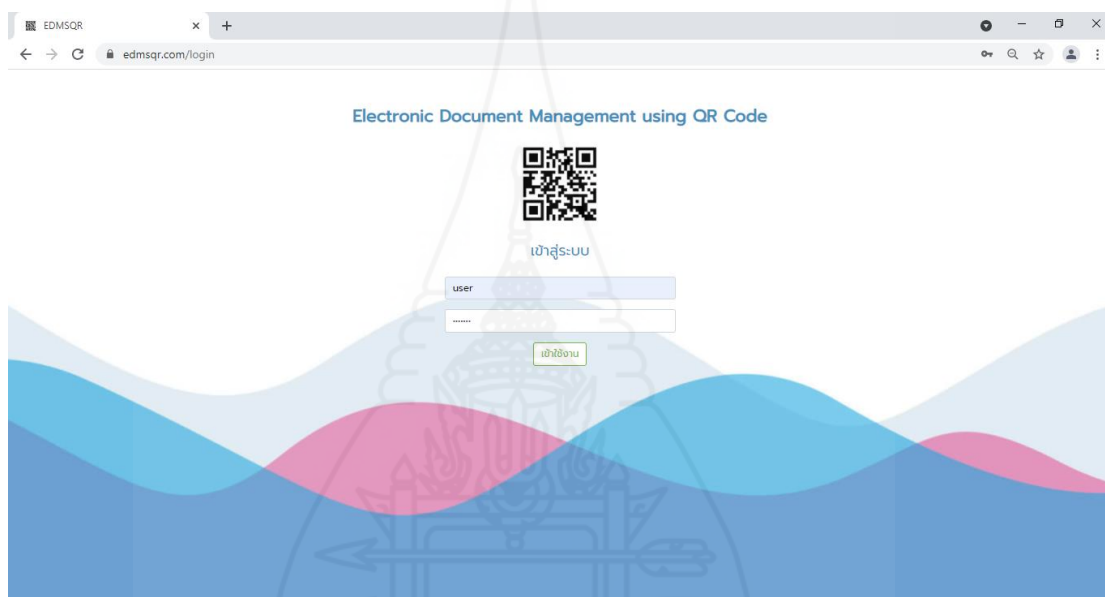 EDMSQR
edmsqr.com/login
Electronic Document Management using QR Code
เข้าสู่ระบบ
user
เข้าใช้งาน